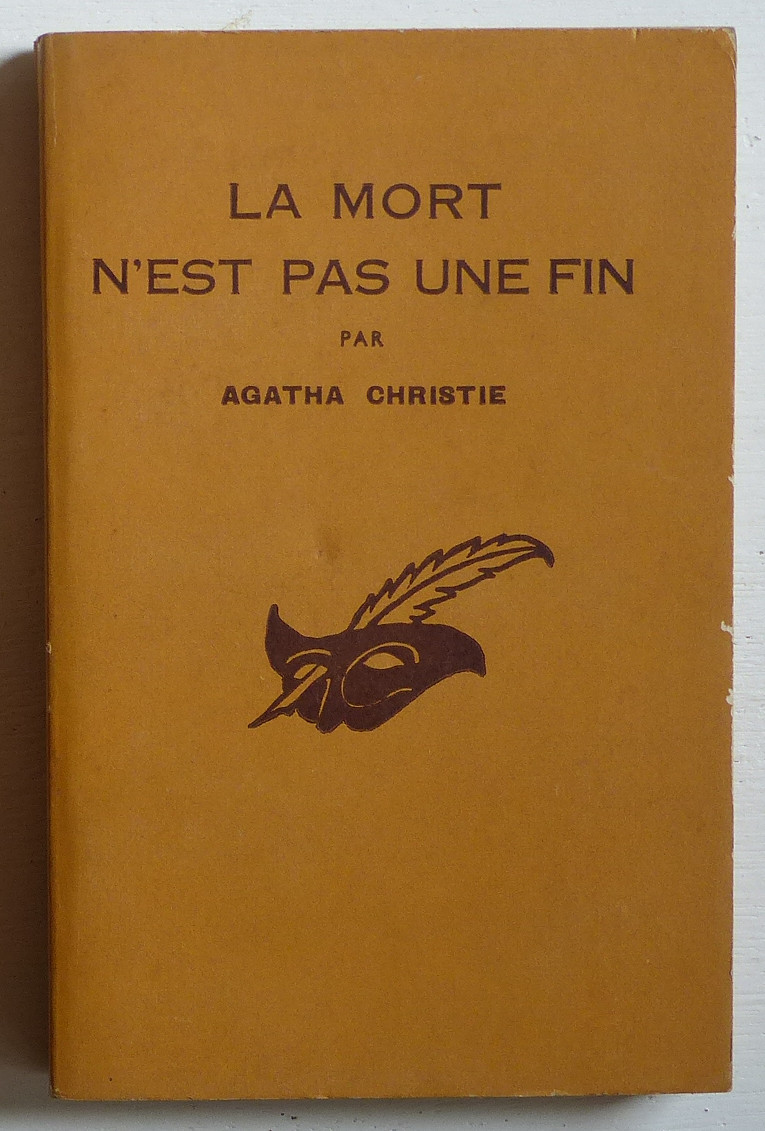 LA MORT
N'EST PAS UNE FIN
PAR
AGATHA CHRISTIE